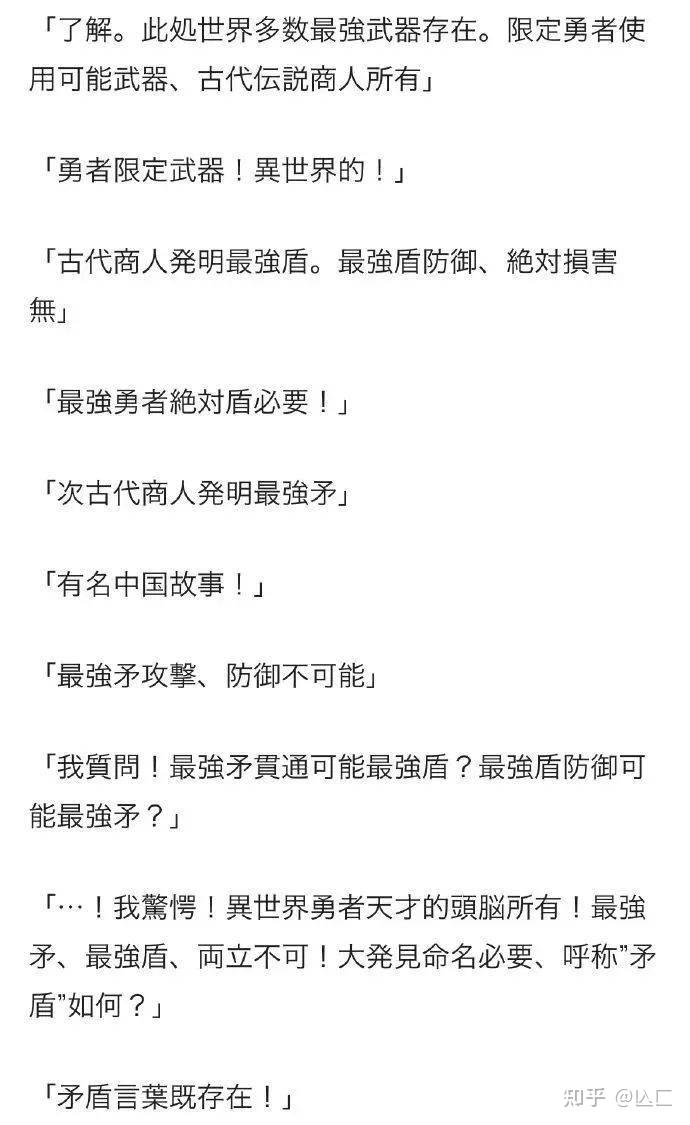 「了解。此処世界多数最強武器存在。限定勇者使
用可能武器、古代伝説商人所有」
「勇者限定武器！異世界的！」
「古代商人発明最強盾。最強盾防御、絶対損害
無」
「最強勇者絶対盾必要！」
「次古代商人発明最強矛」
「有名中国故事！」
「最強矛攻撃、防御不可能」
「我質問！最強矛貫通可能最強盾？最強盾防御可
能最強矛？」
「…！我驚愕！異世界勇者天才的頭脳所有！最強
矛、最強盾、両立不可！大発見命名必要、呼称”矛
盾”如何？」
「矛盾言葉既存在！」
知乎 @亾匚